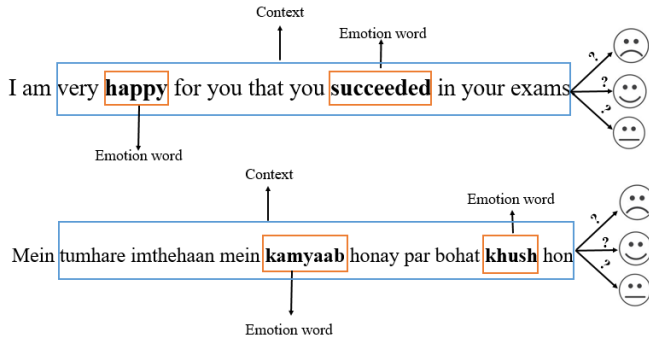 Context
Emotion word
I am very happy for you that you succeeded in your exams
?
?
?
Emotion word
Context
Emotion word
Mein tumhare imthehaan mein kamyaab honay par bohat khush hon
?
?
?
Emotion word